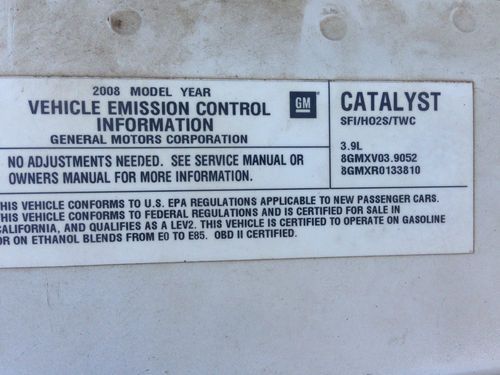 2008 MODEL YEAR
VEHICLE EMISSION CONTROL
INFORMATION
GENERAL MOTORS CORPORATION
GM
CATALYST
SFI/HO2S/TWC
3.9L
8GMXV03.9052
8GMXR0133810
NO ADJUSTMENTS NEEDED. SEE SERVICE MANUAL OR
OWNERS MANUAL FOR MORE INFORMATION.
THIS VEHICLE CONFORMS TO U.S. EPA REGULATIONS APPLICABLE TO NEW PASSENGER CARS.
THIS VEHICLE CONFORMS TO FEDERAL REGULATIONS AND IS CERTIFIED FOR SALE IN
CALIFORNIA, AND QUALIFIES AS A LEV2. THIS VEHICLE IS CERTIFIED TO OPERATE ON GASOLINE
OR ON ETHANOL BLENDS FROM E0 TO E85. OBD II CERTIFIED.